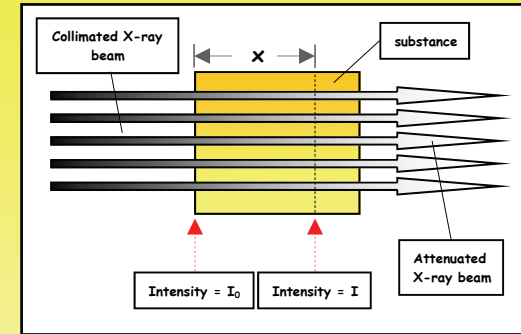 Collimated X-ray
beam
x
substance
Attenuated
X-ray beam
Intensity = I₀
Intensity = I